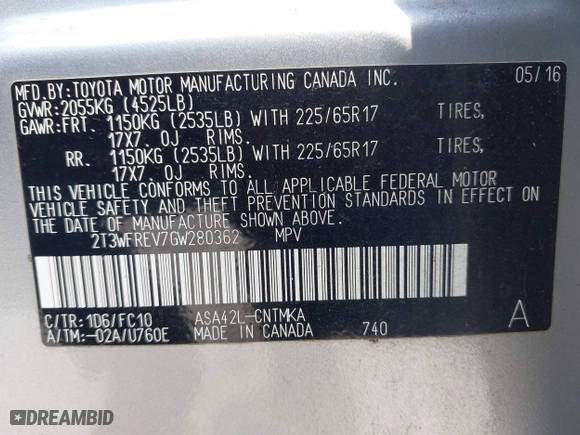 MFD.BY:TOYOTA MOTOR MANUFACTURING CANADA INC. 05/16
GVWR:2055KG (4525LB)
GAWR:FRT. 1150KG (2535LB) WITH 225/65R17 TIRES,
17X7.0J RIMS.
RR. 1150KG (2535LB) WITH 225/65R17 TIRES,
17X7.0J RIMS.
THIS VEHICLE CONFORMS TO ALL APPLICABLE FEDERAL MOTOR
VEHICLE SAFETY AND THEFT PREVENTION STANDARDS IN EFFECT ON
THE DATE OF MANUFACTURE SHOWN ABOVE.
2T3WFREV7GW280362 MPV
C/TR:1D6/FC10 ASA42L-CNTMKA
A/TM:-02A/U760E MADE IN CANADA 740 A
DREAMBID